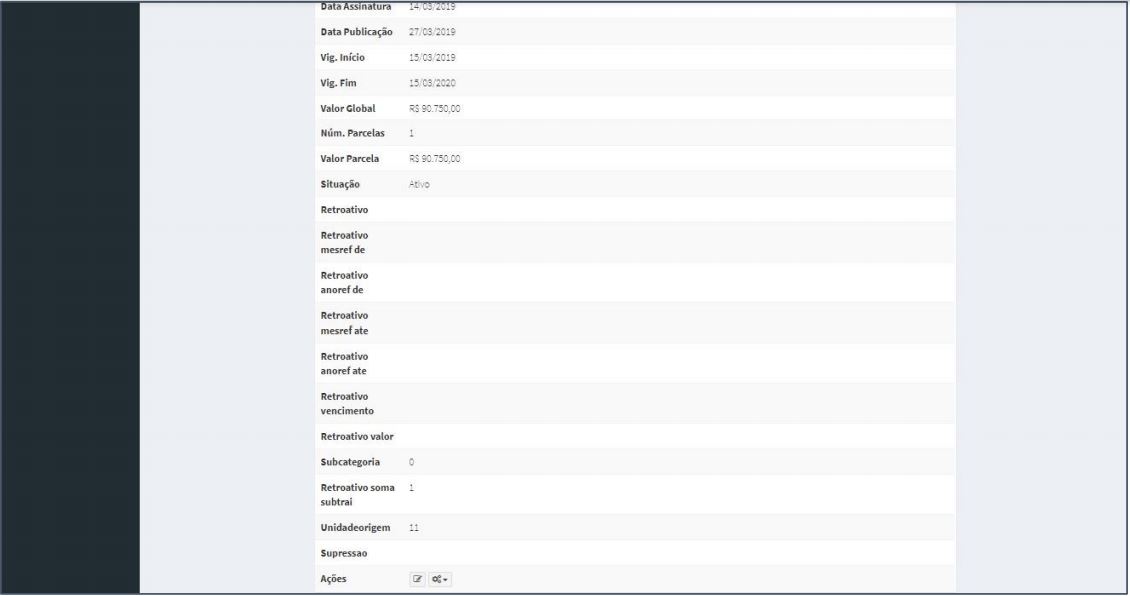 Data Assinatura 14/03/2019
Data Publicação 27/03/2019
Vig. Início 15/03/2019
Vig. Fim 15/03/2020
Valor Global R$ 90.750,00
Núm. Parcelas 1
Valor Parcela R$ 90.750,00
Situação Ativo
Retroativo
Retroativo
mesref de
Retroativo
anoref de
Retroativo
mesref ate
Retroativo
anoref ate
Retroativo
vencimento
Retroativo valor
Subcategoria 0
Retroativo soma 1
subtrai
Unidadeorigem 11
Supressao
Ações